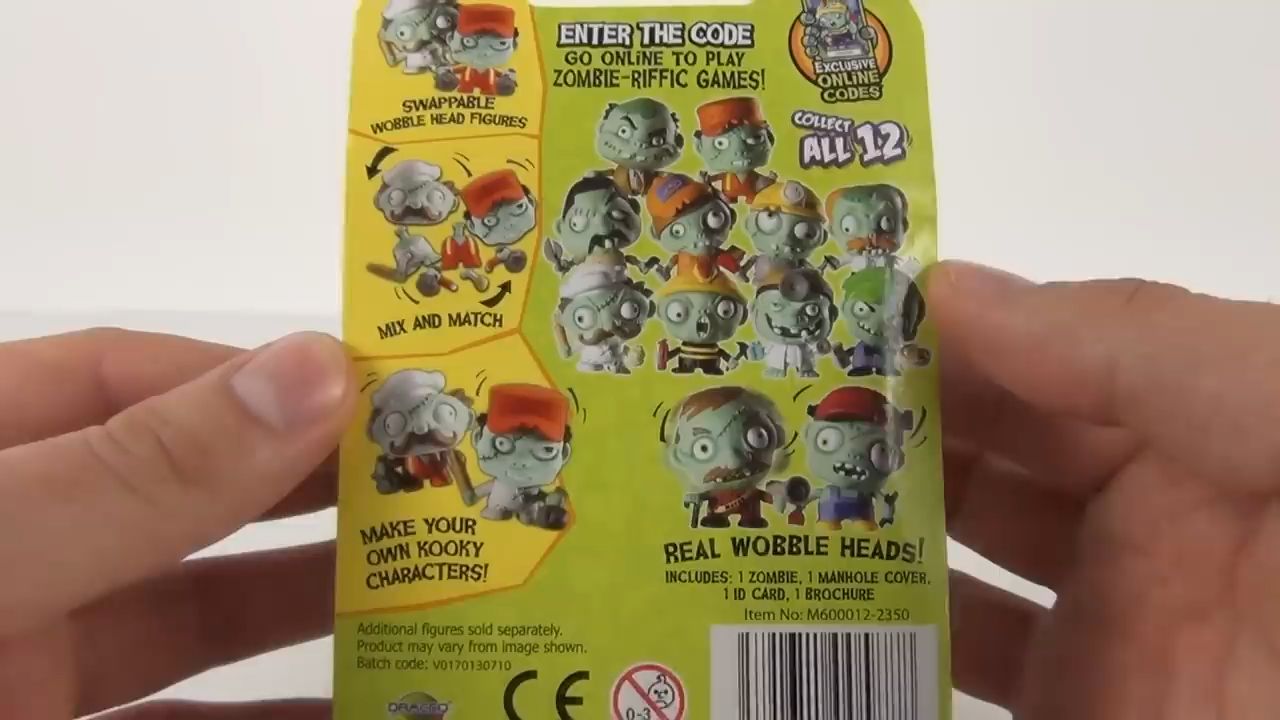 SWAPPABLE
WOBBLE HEAD FIGURES
MIX AND MATCH
MAKE YOUR
OWN KOOKY
CHARACTERS!
ENTER THE CODE
GO ONLINE TO PLAY
ZOMBIE-RIFFIC GAMES!
EXCLUSIVE
ONLINE
CODES
COLLECT
ALL 12
REAL WOBBLE HEADS!
INCLUDES: 1 ZOMBIE, 1 MANHOLE COVER,
1 ID CARD, 1 BROCHURE
Item No: M600012-2350
Additional figures sold separately.
Product may vary from image shown.
Batch code: V0170130710
CE
0-3